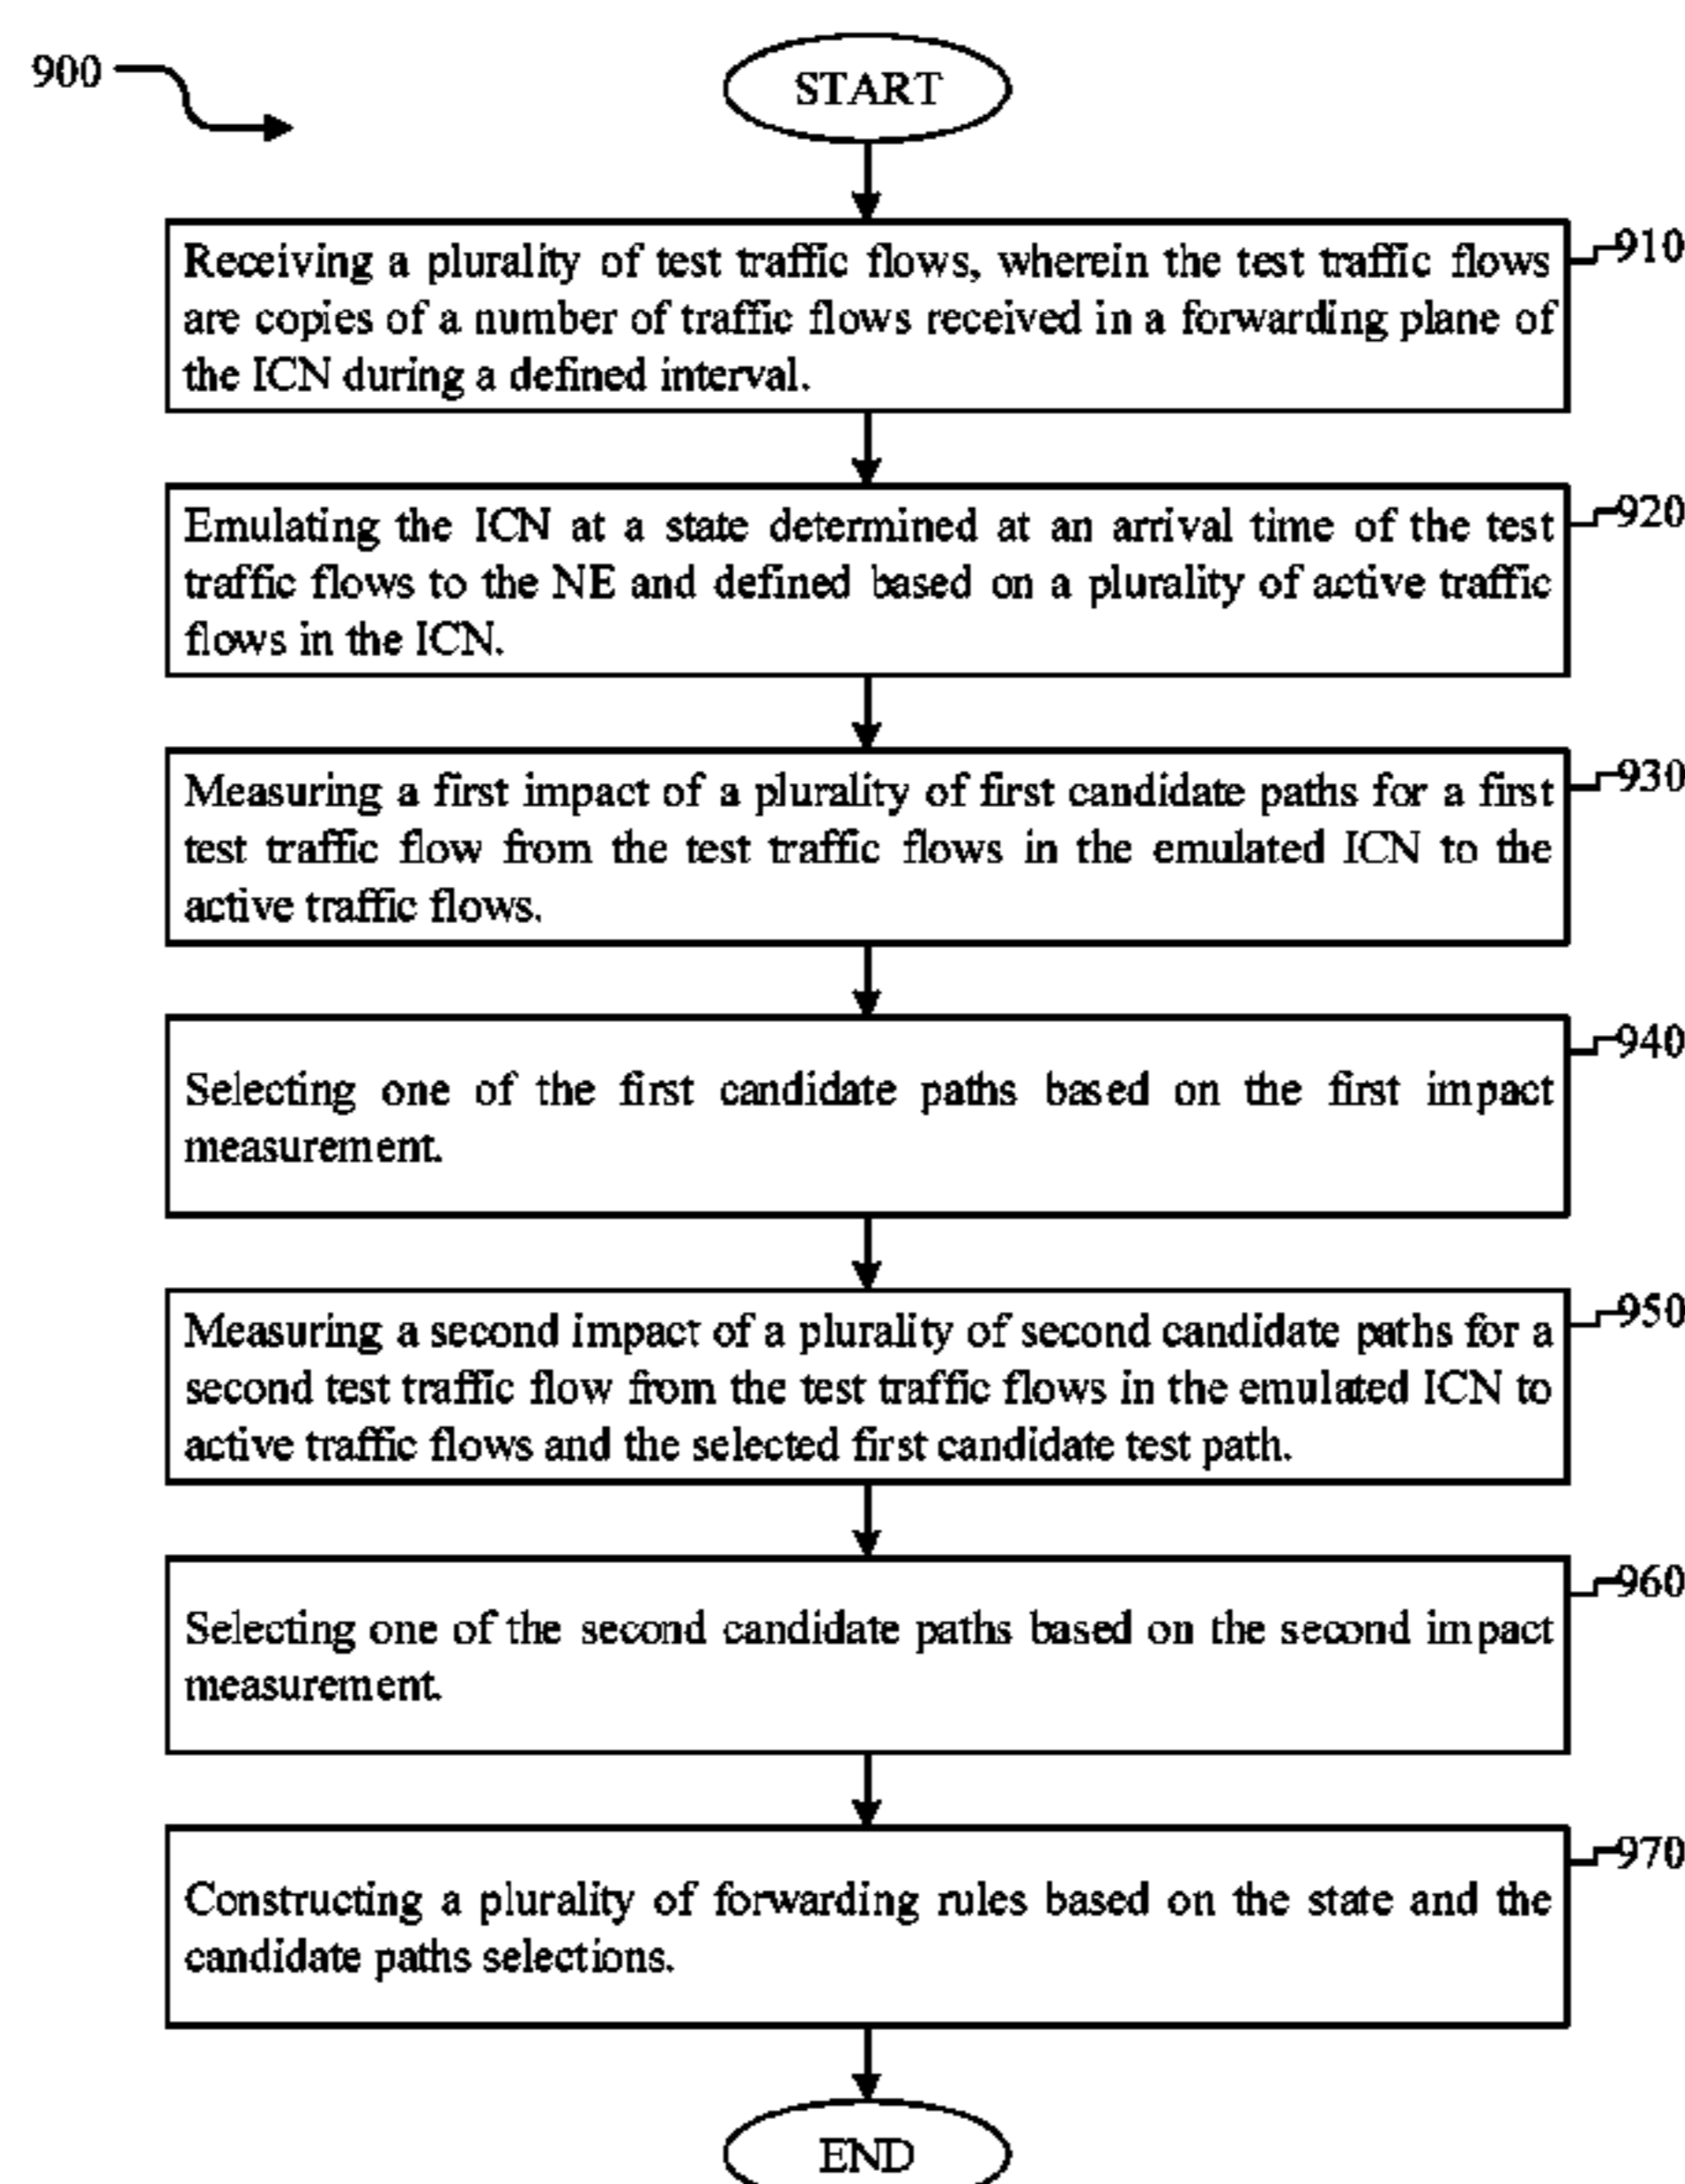 900
START
Receiving a plurality of test traffic flows, wherein the test traffic flows
are copies of a number of traffic flows received in a forwarding plane of
the ICN during a defined interval.
910
Emulating the ICN at a state determined at an arrival time of the test
traffic flows to the NE and defined based on a plurality of active traffic
flows in the ICN.
920
Measuring a first impact of a plurality of first candidate paths for a first
test traffic flow from the test traffic flows in the emulated ICN to the
active traffic flows.
930
Selecting one of the first candidate paths based on the first impact
measurement.
940
Measuring a second impact of a plurality of second candidate paths for a
second test traffic flow from the test traffic flows in the emulated ICN to
active traffic flows and the selected first candidate test path.
950
Selecting one of the second candidate paths based on the second impact
measurement.
960
Constructing a plurality of forwarding rules based on the state and the
candidate paths selections.
970
END